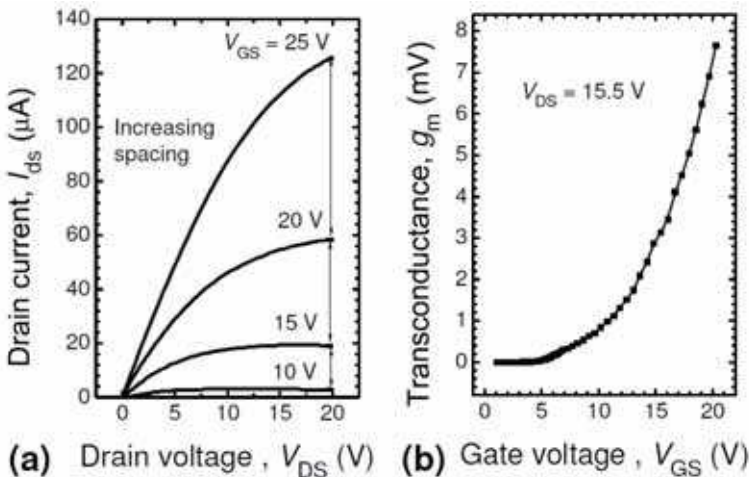 140
120
100
80
60
40
20
0
Drain current, I_ds (μA)
V_GS = 25 V
Increasing
spacing
20 V
15 V
10 V
0 5 10 15 20
(a) Drain voltage , V_DS (V)
8
7
6
5
4
3
2
1
0
Transconductance, g_m (mV)
V_DS = 15.5 V
0 5 10 15 20
(b) Gate voltage , V_GS (V)